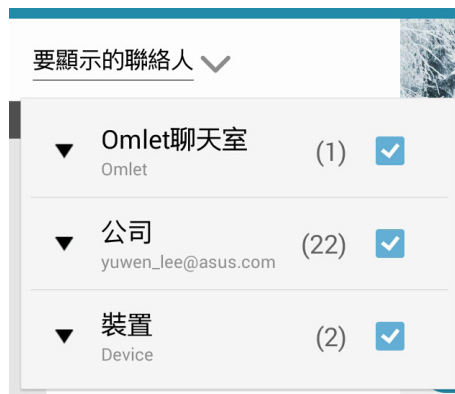 要顯示的聯絡人
Omlet聊天室 (1)
Omlet
公司 (22)
yuwen_lee@asus.com
裝置 (2)
Device